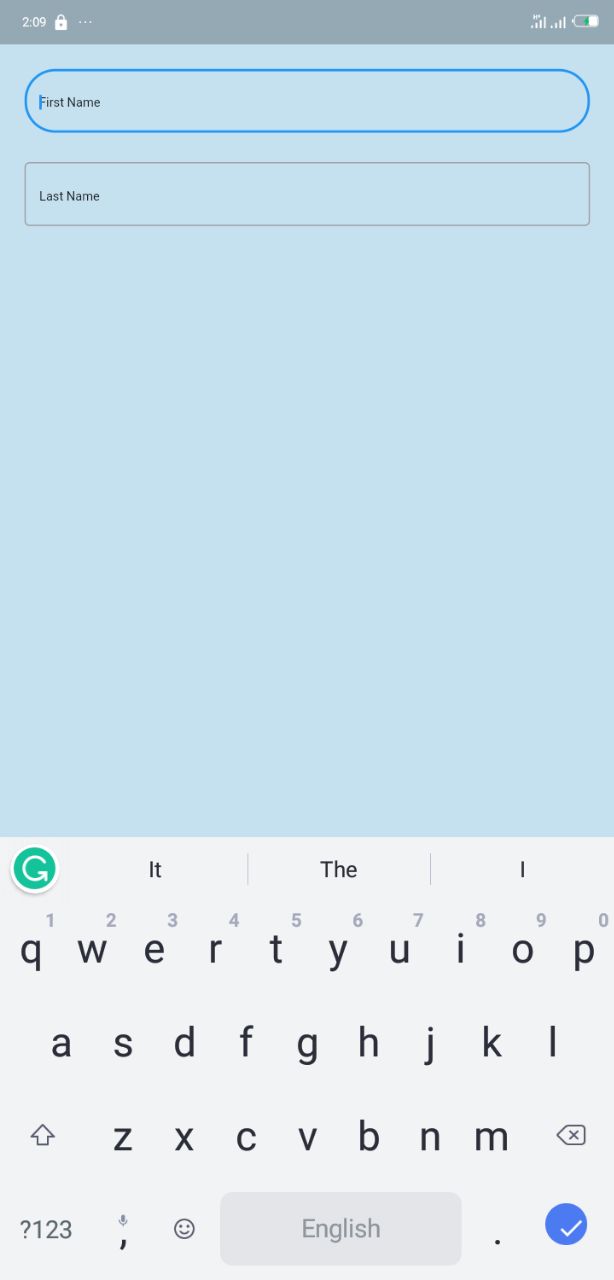 2:09 ...
First Name
Last Name
It The I
1 2 3 4 5 6 7 8 9 0
q w e r t y u i o p
a s d f g h j k l
z x c v b n m
?123 , English .